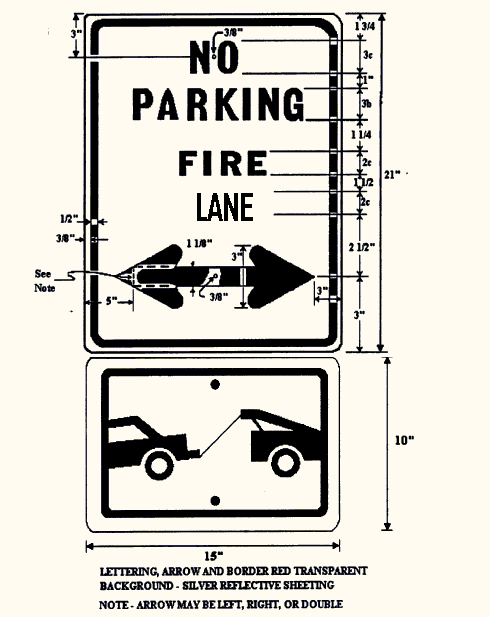 3/8"
1 3/4
3"
NO
3c
1"
PARKING
3b
1 1/4
FIRE
2c
21"
1 1/2
LANE
2c
1/2"
3/8"
1 1/8"
3"
2 1/2"
See
Note
5"
3/8"
3"
3"
10"
15"
LETTERING, ARROW AND BORDER RED TRANSPARENT
BACKGROUND - SILVER REFLECTIVE SHEETING
NOTE - ARROW MAY BE LEFT, RIGHT, OR DOUBLE